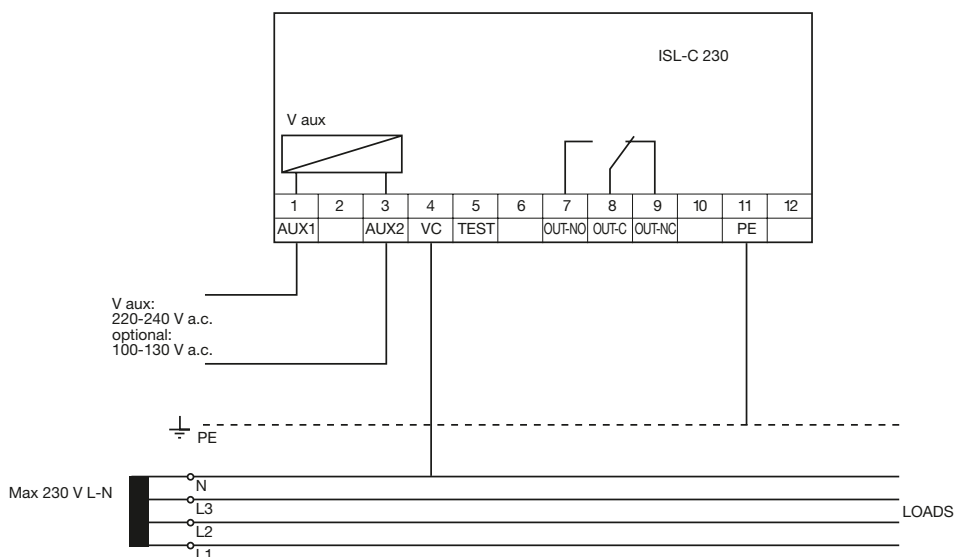 ISL-C 230
V aux
1 2 3 4 5 6 7 8 9 10 11 12
AUX1 AUX2 VC TEST OUT-NO OUT-C OUT-NC PE
V aux:
220-240 V a.c.
optional:
100-130 V a.c.
PE
Max 230 V L-N
N
L3
LOADS
L2
L1